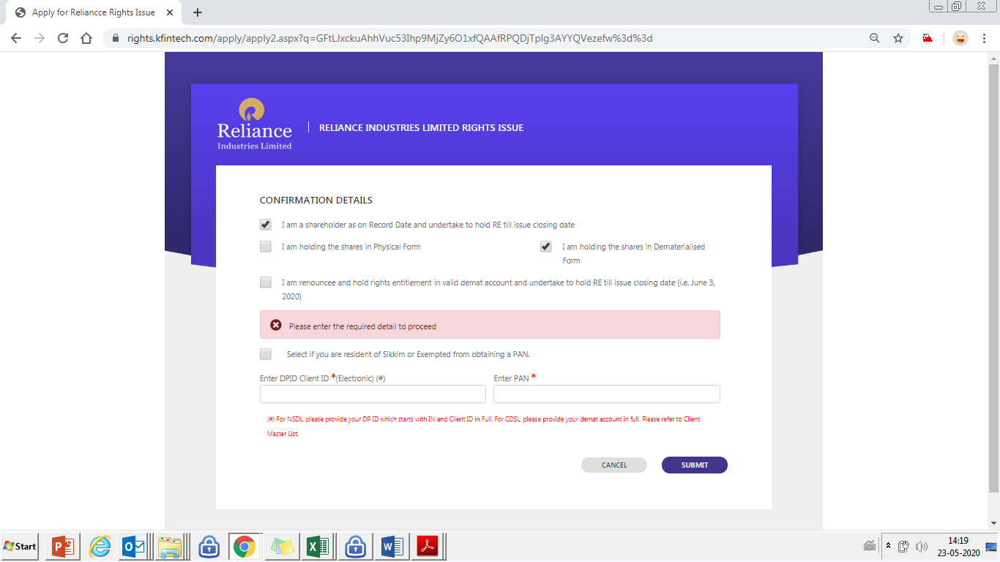 Apply for Reliancce Rights Issue
rights.kfintech.com/apply/apply2.aspx?q=GFtLJxckuAhhVuc53Ihp9MjZy6O1xfQAAfRPQDjTplg3AYYQVezefw%3d%3d
Reliance
Industries Limited
RELIANCE INDUSTRIES LIMITED RIGHTS ISSUE
CONFIRMATION DETAILS
I am a shareholder as on Record Date and undertake to hold RE till issue closing date
I am holding the shares in Physical Form
I am holding the shares in Dematerialised
Form
I am renouncee and hold rights entitlement in valid demat account and undertake to hold RE till issue closing date (i.e. June 3,
2020)
Please enter the required detail to proceed
Select if you are resident of Sikkim or Exempted from obtaining a PAN.
Enter DPID Client ID *(Electronic) (#)
Enter PAN *
(#) For NSDL, please provide your DP ID which starts with IN and Client ID in Full. For CDSL, please provide your demat account in full. Please refer to Client
Master List.
CANCEL
SUBMIT
Start
14:19
23-05-2020